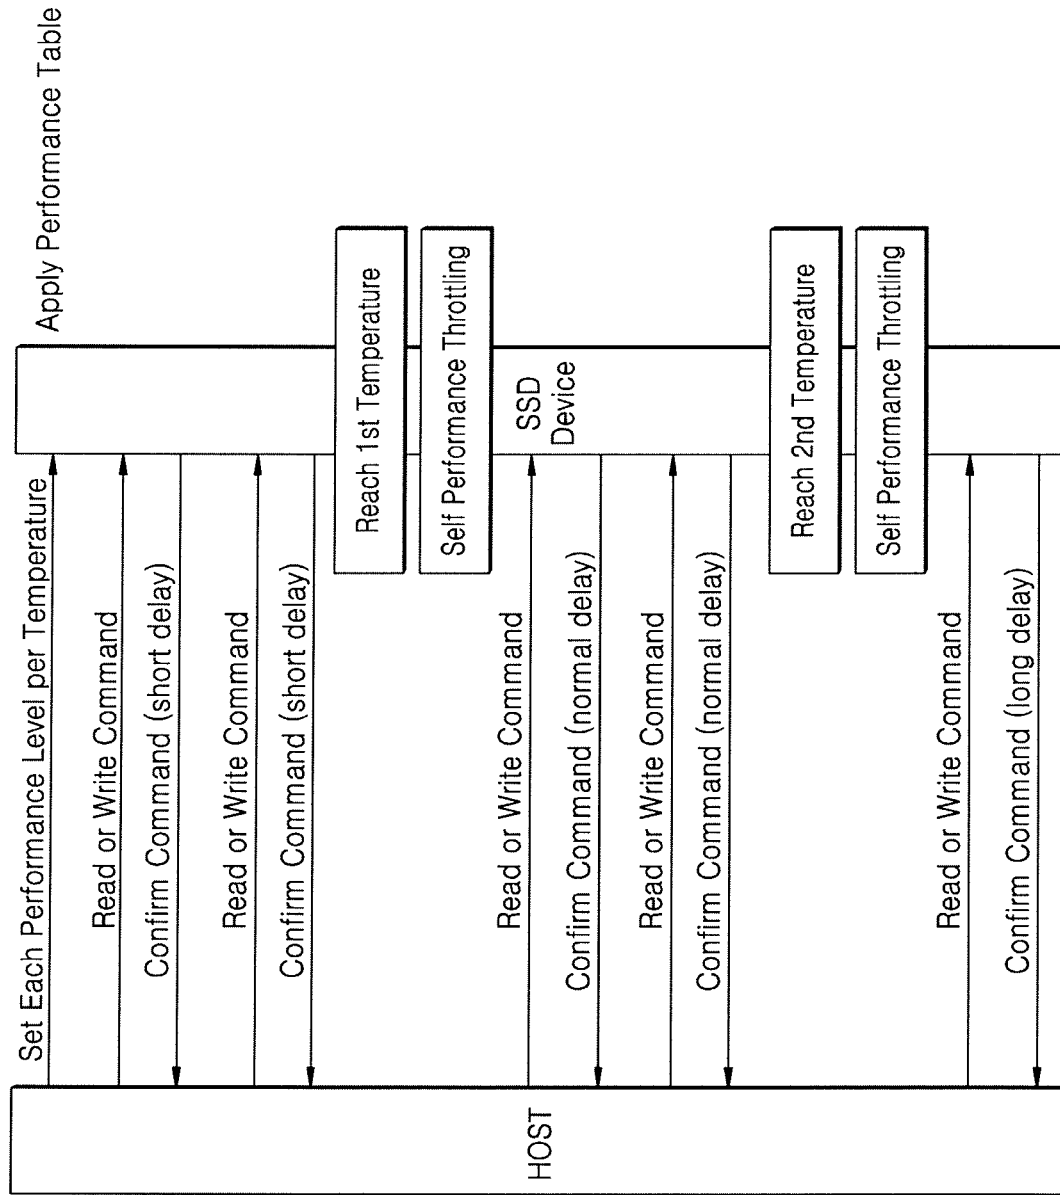 Apply Performance Table
Set Each Performance Level per Temperature
Read or Write Command
Confirm Command (short delay)
Read or Write Command
Confirm Command (short delay)
Reach 1st Temperature
Self Performance Throttling
HOST
SSD
Device
Read or Write Command
Confirm Command (normal delay)
Read or Write Command
Confirm Command (normal delay)
Reach 2nd Temperature
Self Performance Throttling
Read or Write Command
Confirm Command (long delay)